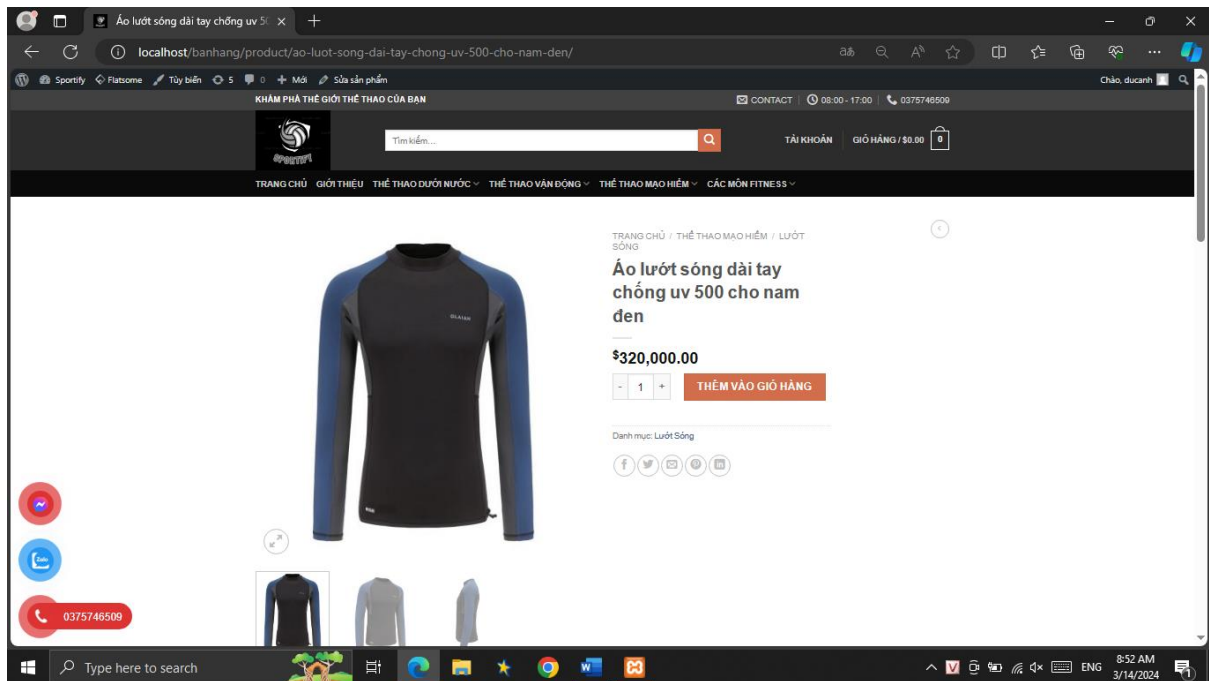 Áo lướt sóng dài tay chống uv 50
localhost/banhang/product/ao-luot-song-dai-tay-chong-uv-500-cho-nam-den/
Sportify Flatsome Tùy biến 5 0 Mới Sửa sản phẩm Chào, ducanh
KHÁM PHÁ THẾ GIỚI THỂ THAO CỦA BẠN CONTACT 08:00 - 17:00 0375746509
SPORTIFY
Tìm kiếm... TÀI KHOẢN GIỎ HÀNG / $0.00 0
TRANG CHỦ GIỚI THIỆU THỂ THAO DƯỚI NƯỚC THỂ THAO VẬN ĐỘNG THỂ THAO MẠO HIỂM CÁC MÔN FITNESS
TRANG CHỦ / THỂ THAO MẠO HIỂM / LƯỚT
SÓNG
Áo lướt sóng dài tay
chống uv 500 cho nam
đen
OLAIAN
$320,000.00
- 1 + THÊM VÀO GIỎ HÀNG
Danh mục: Lướt Sóng
Zalo
0375746509
Type here to search
ENG
8:52 AM
3/14/2024
1